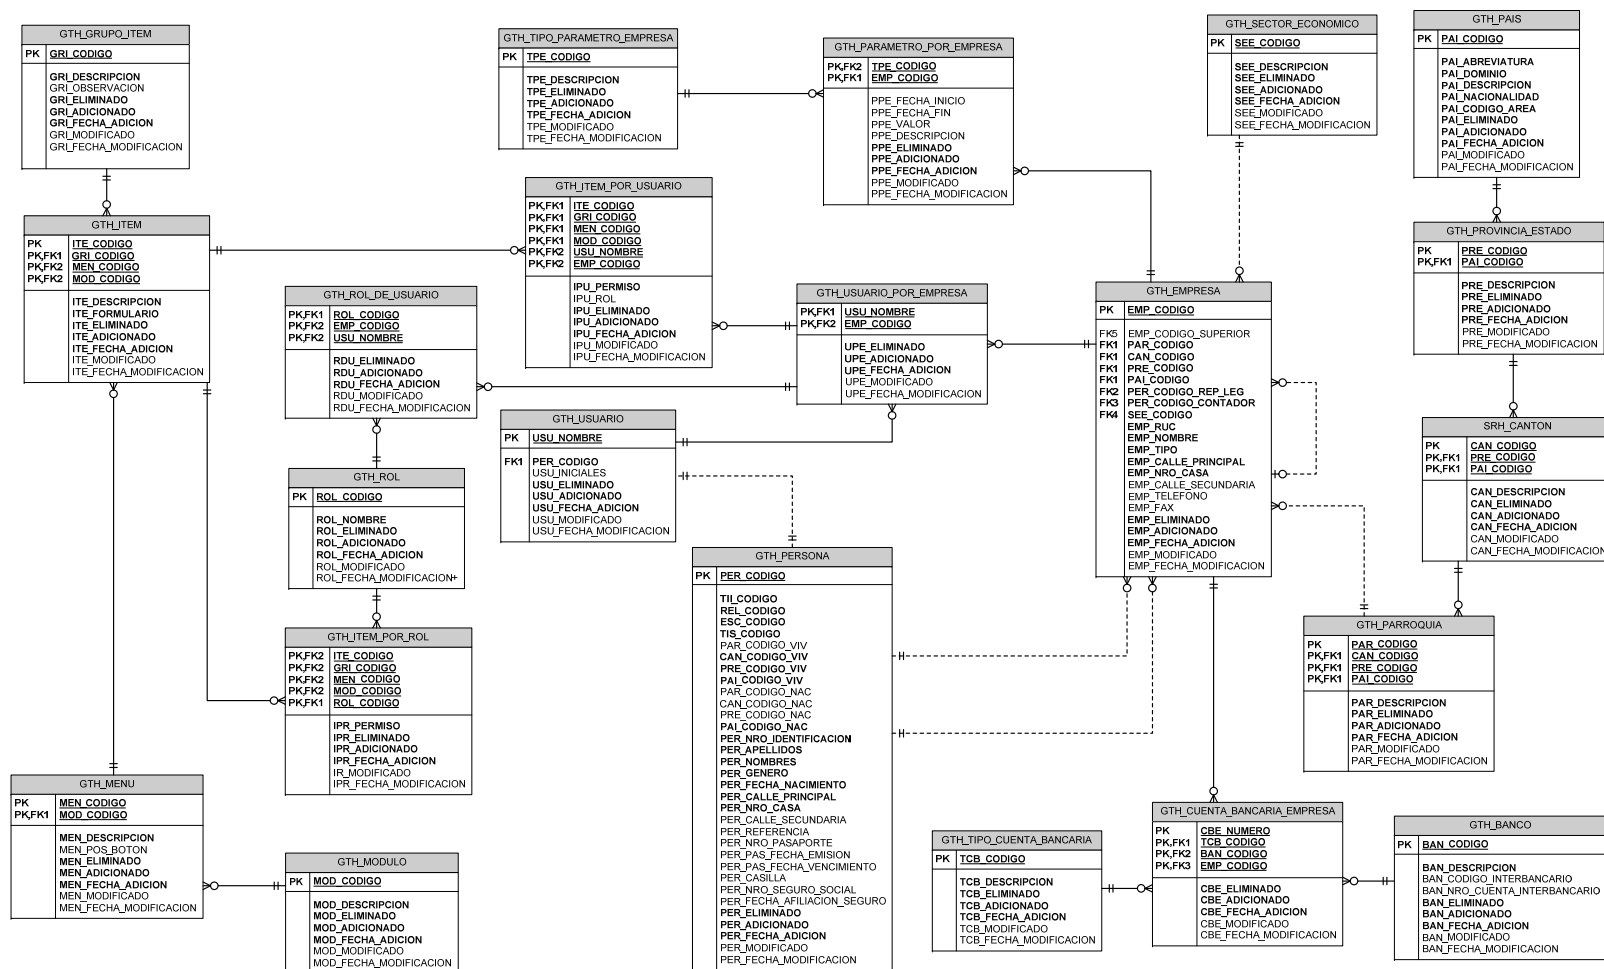 GTH_GRUPO_ITEM
PK GRI_CODIGO
GRI_DESCRIPCION
GRI_OBSERVACION
GRI_ELIMINADO
GRI_ADICIONADO
GRI_FECHA_ADICION
GRI_MODIFICADO
GRI_FECHA_MODIFICACION
GTH_TIPO_PARAMETRO_EMPRESA
PK TPE_CODIGO
TPE_DESCRIPCION
TPE_ELIMINADO
TPE_ADICIONADO
TPE_FECHA_ADICION
TPE_MODIFICADO
TPE_FECHA_MODIFICACION
GTH_PARAMETRO_POR_EMPRESA
PK,FK2 TPE_CODIGO
PK,FK1 EMP_CODIGO
PPE_FECHA_INICIO
PPE_FECHA_FIN
PPE_VALOR
PPE_DESCRIPCION
PPE_ELIMINADO
PPE_ADICIONADO
PPE_FECHA_ADICION
PPE_MODIFICADO
PPE_FECHA_MODIFICACION
GTH_SECTOR_ECONOMICO
PK SEE_CODIGO
SEE_DESCRIPCION
SEE_ELIMINADO
SEE_ADICIONADO
SEE_FECHA_ADICION
SEE_MODIFICADO
SEE_FECHA_MODIFICACION
GTH_PAIS
PK PAI_CODIGO
PAI_ABREVIATURA
PAI_DOMINIO
PAI_DESCRIPCION
PAI_NACIONALIDAD
PAI_CODIGO_AREA
PAI_ELIMINADO
PAI_ADICIONADO
PAI_FECHA_ADICION
PAI_MODIFICADO
PAI_FECHA_MODIFICACION
GTH_ITEM
PK ITE_CODIGO
PK,FK1 GRI_CODIGO
PK,FK2 MEN_CODIGO
PK,FK2 MOD_CODIGO
ITE_DESCRIPCION
ITE_FORMULARIO
ITE_ELIMINADO
ITE_ADICIONADO
ITE_FECHA_ADICION
ITE_MODIFICADO
ITE_FECHA_MODIFICACION
GTH_ITEM_POR_USUARIO
PK,FK1 ITE_CODIGO
PK,FK1 GRI_CODIGO
PK,FK1 MEN_CODIGO
PK,FK1 MOD_CODIGO
PK,FK2 USU_NOMBRE
PK,FK2 EMP_CODIGO
IPU_PERMISO
IPU_ROL
IPU_ELIMINADO
IPU_ADICIONADO
IPU_FECHA_ADICION
IPU_MODIFICADO
IPU_FECHA_MODIFICACION
GTH_PROVINCIA_ESTADO
PK PRE_CODIGO
PK,FK1 PAI_CODIGO
PRE_DESCRIPCION
PRE_ELIMINADO
PRE_ADICIONADO
PRE_FECHA_ADICION
PRE_MODIFICADO
PRE_FECHA_MODIFICACION
GTH_ROL_DE_USUARIO
PK,FK1 ROL_CODIGO
PK,FK2 EMP_CODIGO
PK,FK2 USU_NOMBRE
RDU_ELIMINADO
RDU_ADICIONADO
RDU_FECHA_ADICION
RDU_MODIFICADO
RDU_FECHA_MODIFICACION
GTH_USUARIO_POR_EMPRESA
PK,FK1 USU_NOMBRE
PK,FK2 EMP_CODIGO
UPE_ELIMINADO
UPE_ADICIONADO
UPE_FECHA_ADICION
UPE_MODIFICADO
UPE_FECHA_MODIFICACION
GTH_EMPRESA
PK EMP_CODIGO
FK5 EMP_CODIGO_SUPERIOR
FK1 PAR_CODIGO
FK1 CAN_CODIGO
FK1 PRE_CODIGO
FK1 PAI_CODIGO
FK2 PER_CODIGO_REP_LEG
FK3 PER_CODIGO_CONTADOR
FK4 SEE_CODIGO
EMP_RUC
EMP_NOMBRE
EMP_TIPO
EMP_CALLE_PRINCIPAL
EMP_NRO_CASA
EMP_CALLE_SECUNDARIA
EMP_TELEFONO
EMP_FAX
EMP_ELIMINADO
EMP_ADICIONADO
EMP_FECHA_ADICION
EMP_MODIFICADO
EMP_FECHA_MODIFICACION
GTH_USUARIO
PK USU_NOMBRE
FK1 PER_CODIGO
USU_INICIALES
USU_ELIMINADO
USU_ADICIONADO
USU_FECHA_ADICION
USU_MODIFICADO
USU_FECHA_MODIFICACION
SRH_CANTON
PK CAN_CODIGO
PK,FK1 PRE_CODIGO
PK,FK1 PAI_CODIGO
CAN_DESCRIPCION
CAN_ELIMINADO
CAN_ADICIONADO
CAN_FECHA_ADICION
CAN_MODIFICADO
CAN_FECHA_MODIFICACION
GTH_ROL
PK ROL_CODIGO
ROL_NOMBRE
ROL_ELIMINADO
ROL_ADICIONADO
ROL_FECHA_ADICION
ROL_MODIFICADO
ROL_FECHA_MODIFICACION+
GTH_PERSONA
PK PER_CODIGO
TII_CODIGO
REL_CODIGO
ESC_CODIGO
TIS_CODIGO
PAR_CODIGO_VIV
CAN_CODIGO_VIV
PRE_CODIGO_VIV
PAI_CODIGO_VIV
PAR_CODIGO_NAC
CAN_CODIGO_NAC
PRE_CODIGO_NAC
PAI_CODIGO_NAC
PER_NRO_IDENTIFICACION
PER_APELLIDOS
PER_NOMBRES
PER_GENERO
PER_FECHA_NACIMIENTO
PER_CALLE_PRINCIPAL
PER_NRO_CASA
PER_CALLE_SECUNDARIA
PER_REFERENCIA
PER_NRO_PASAPORTE
PER_PAS_FECHA_EMISION
PER_PAS_FECHA_VENCIMIENTO
PER_CASILLA
PER_NRO_SEGURO_SOCIAL
PER_FECHA_AFILIACION_SEGURO
PER_ELIMINADO
PER_ADICIONADO
PER_FECHA_ADICION
PER_MODIFICADO
PER_FECHA_MODIFICACION
GTH_PARROQUIA
PK PAR_CODIGO
PK,FK1 CAN_CODIGO
PK,FK1 PRE_CODIGO
PK,FK1 PAI_CODIGO
PAR_DESCRIPCION
PAR_ELIMINADO
PAR_ADICIONADO
PAR_FECHA_ADICION
PAR_MODIFICADO
PAR_FECHA_MODIFICACION
GTH_ITEM_POR_ROL
PK,FK2 ITE_CODIGO
PK,FK2 GRI_CODIGO
PK,FK2 MEN_CODIGO
PK,FK2 MOD_CODIGO
PK,FK1 ROL_CODIGO
IPR_PERMISO
IPR_ELIMINADO
IPR_ADICIONADO
IPR_FECHA_ADICION
IR_MODIFICADO
IPR_FECHA_MODIFICACION
GTH_MENU
PK MEN_CODIGO
PK,FK1 MOD_CODIGO
MEN_DESCRIPCION
MEN_POS_BOTON
MEN_ELIMINADO
MEN_ADICIONADO
MEN_FECHA_ADICION
MEN_MODIFICADO
MEN_FECHA_MODIFICACION
GTH_MODULO
PK MOD_CODIGO
MOD_DESCRIPCION
MOD_ELIMINADO
MOD_ADICIONADO
MOD_FECHA_ADICION
MOD_MODIFICADO
MOD_FECHA_MODIFICACION
GTH_TIPO_CUENTA_BANCARIA
PK TCB_CODIGO
TCB_DESCRIPCION
TCB_ELIMINADO
TCB_ADICIONADO
TCB_FECHA_ADICION
TCB_MODIFICADO
TCB_FECHA_MODIFICACION
GTH_CUENTA_BANCARIA_EMPRESA
PK CBE_NUMERO
PK,FK1 TCB_CODIGO
PK,FK2 BAN_CODIGO
PK,FK3 EMP_CODIGO
CBE_ELIMINADO
CBE_ADICIONADO
CBE_FECHA_ADICION
CBE_MODIFICADO
CBE_FECHA_MODIFICACION
GTH_BANCO
PK BAN_CODIGO
BAN_DESCRIPCION
BAN_CODIGO_INTERBANCARIO
BAN_NRO_CUENTA_INTERBANCARIO
BAN_ELIMINADO
BAN_ADICIONADO
BAN_FECHA_ADICION
BAN_MODIFICADO
BAN_FECHA_MODIFICACION